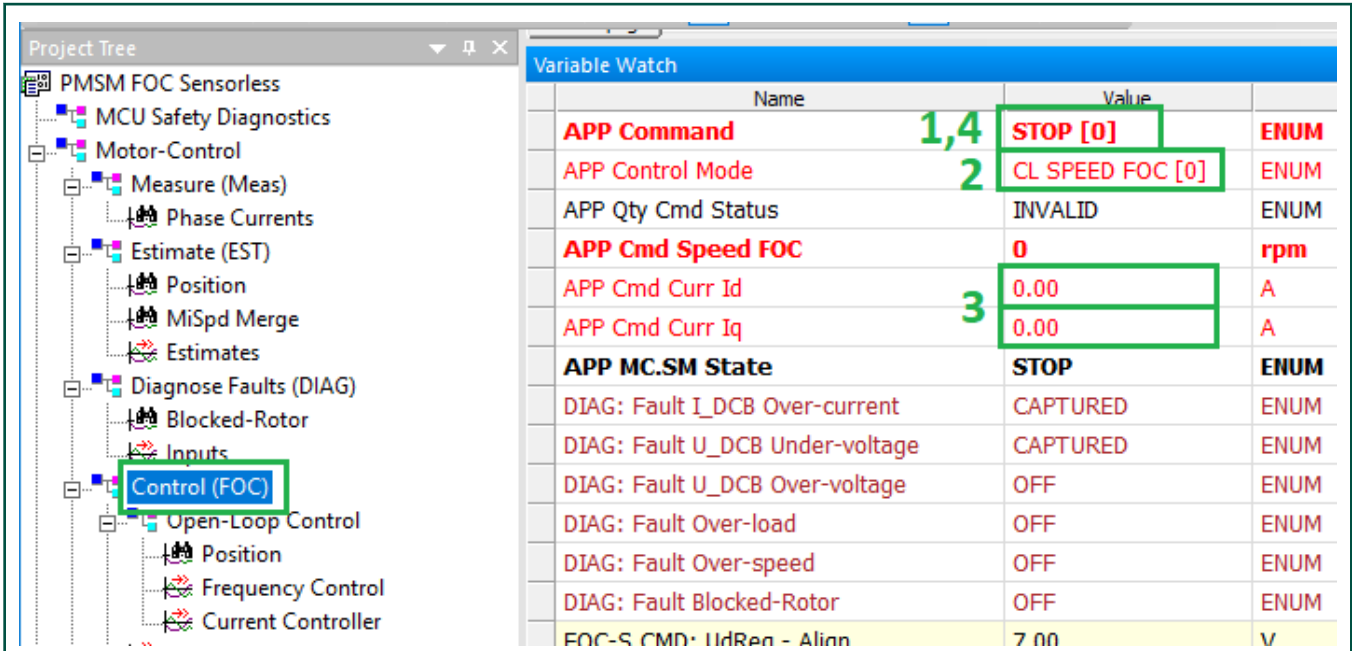 Project Tree
PMSM FOC Sensorless
MCU Safety Diagnostics
Motor-Control
Measure (Meas)
Phase Currents
Estimate (EST)
Position
MiSpd Merge
Estimates
Diagnose Faults (DIAG)
Blocked-Rotor
Inputs
Control (FOC)
Open-Loop Control
Position
Frequency Control
Current Controller
Variable Watch
Name Value
APP Command 1,4 STOP [0] ENUM
APP Control Mode 2 CL SPEED FOC [0] ENUM
APP Qty Cmd Status INVALID ENUM
APP Cmd Speed FOC 0 rpm
APP Cmd Curr Id 0.00 A
3
APP Cmd Curr Iq 0.00 A
APP MC.SM State STOP ENUM
DIAG: Fault I_DCB Over-current CAPTURED ENUM
DIAG: Fault U_DCB Under-voltage CAPTURED ENUM
DIAG: Fault U_DCB Over-voltage OFF ENUM
DIAG: Fault Over-load OFF ENUM
DIAG: Fault Over-speed OFF ENUM
DIAG: Fault Blocked-Rotor OFF ENUM
FOC-S CMD: UdReq - Align 7.00 V